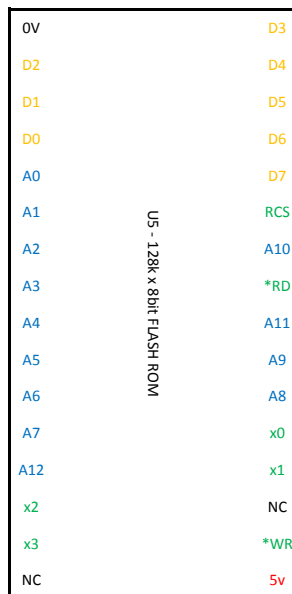 0V D3
D2 D4
D1 D5
D0 D6
A0 D7
A1 RCS
A2 A10
A3 *RD
A4 A11
A5 A9
A6 A8
A7 x0
A12 x1
x2 NC
x3 *WR
NC 5v
U5 - 128k x 8bit FLASH ROM